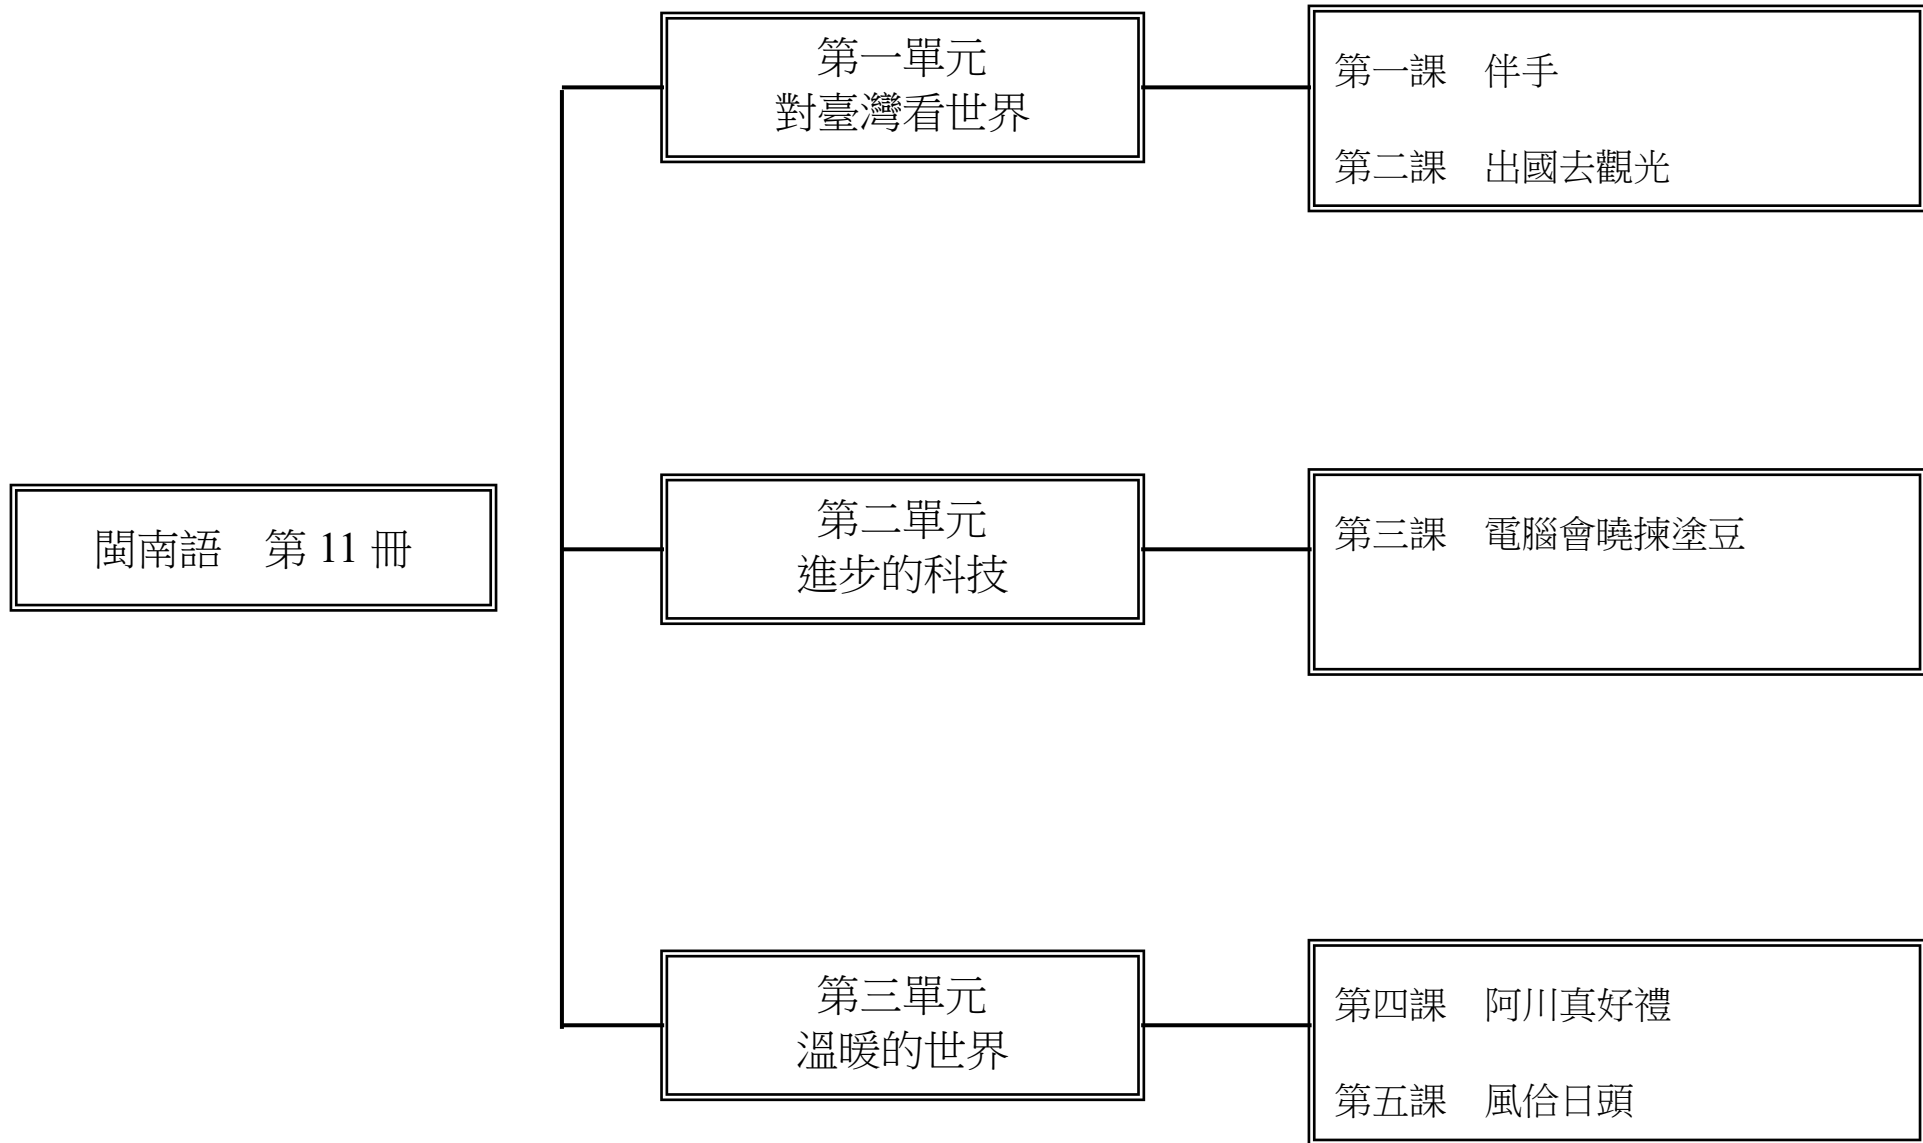 閩南語　第 11 冊
第一單元
對臺灣看世界
第一課　伴手
第二課　出國去觀光
第二單元
進步的科技
第三課　電腦會曉揀塗豆
第三單元
溫暖的世界
第四課　阿川真好禮
第五課　風佮日頭